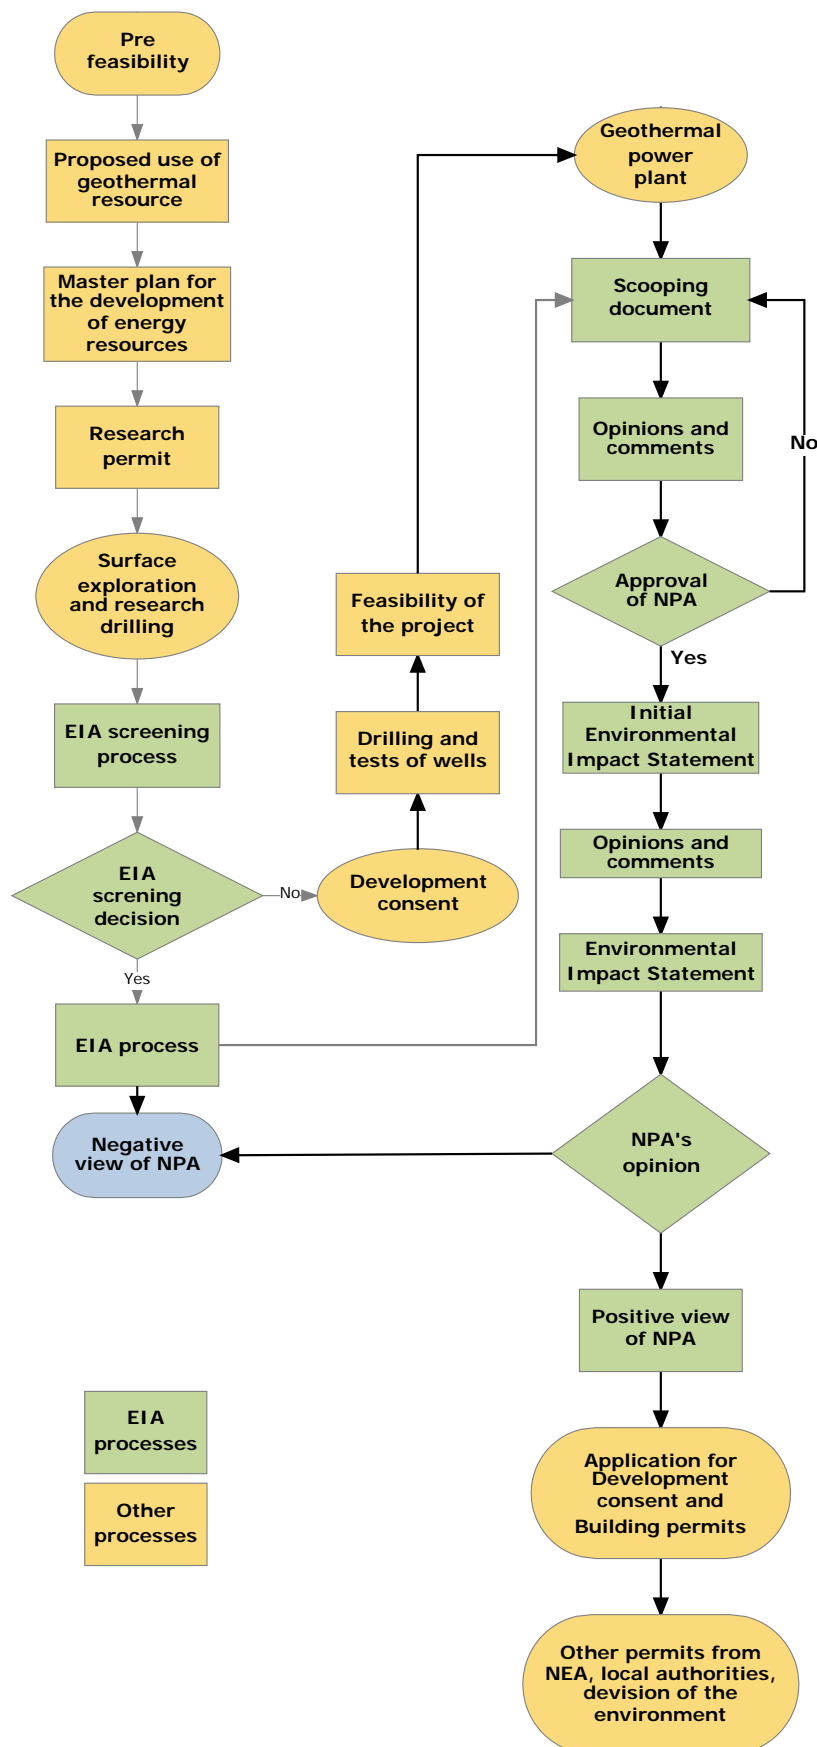 Pre
feasibility
Proposed use of
geothermal
resource
Master plan for
the development
of energy
resources
Research
permit
Surface
exploration
and research
drilling
EIA screening
process
EIA
screning
decision
No
Yes
EIA process
Negative
view of NPA
Development
consent
Drilling and
tests of wells
Feasibility of
the project
Geothermal
power
plant
Scooping
document
Opinions and
comments
No
Approval
of NPA
Yes
Initial
Environmental
Impact Statement
Opinions and
comments
Environmental
Impact Statement
NPA's
opinion
Positive view
of NPA
Application for
Development
consent and
Building permits
Other permits from
NEA, local authorities,
devision of the
environment
EIA
processes
Other
processes